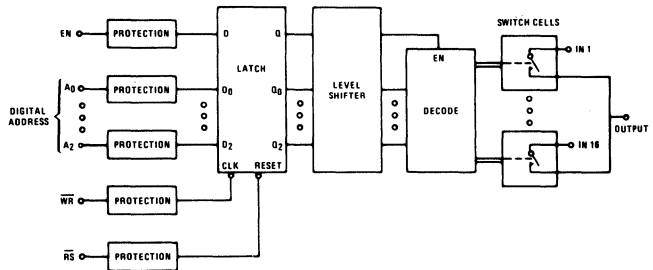 SWITCH CELLS
EN PROTECTION D Q IN 1
LATCH LEVEL SHIFTER EN
DIGITAL ADDRESS A0 PROTECTION D0 Q0 DECODE
OUTPUT
A2 PROTECTION D2 Q2 IN 16
CLK RESET
WR PROTECTION
RS PROTECTION